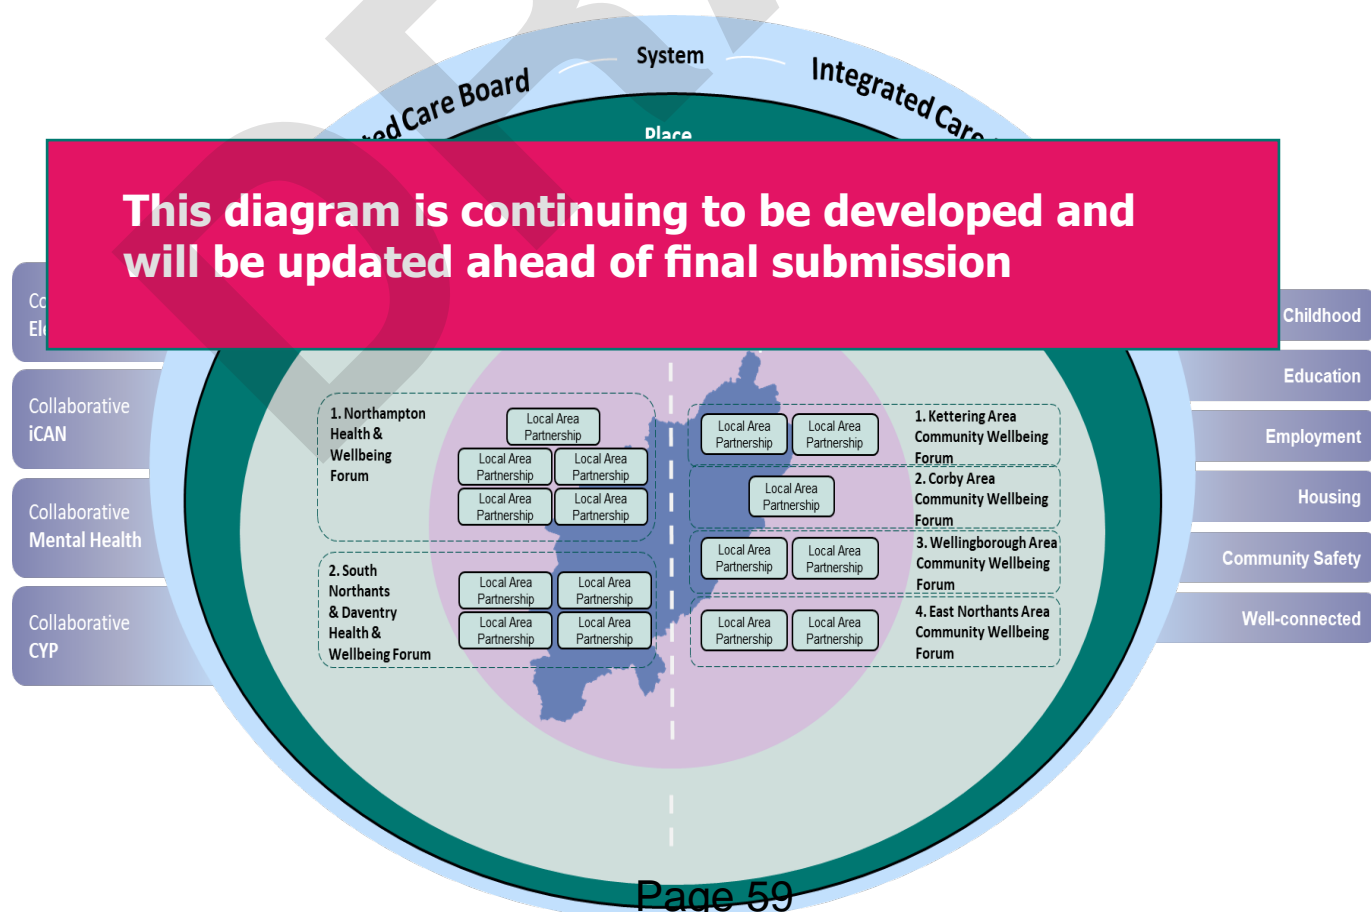 System
Care Board
Integrated Care
Place
This diagram is continuing to be developed and
will be updated ahead of final submission
Collaborative
iCAN
Collaborative
Mental Health
Collaborative
CYP
1. Northampton
Health &
Wellbeing
Forum
Local Area
Partnership
Local Area
Partnership
Local Area
Partnership
Local Area
Partnership
Local Area
Partnership
2. South
Northants
& Daventry
Health &
Wellbeing Forum
Local Area
Partnership
Local Area
Partnership
Local Area
Partnership
Local Area
Partnership
Local Area
Partnership
Local Area
Partnership
1. Kettering Area
Community Wellbeing
Forum
Local Area
Partnership
2. Corby Area
Community Wellbeing
Forum
Local Area
Partnership
Local Area
Partnership
3. Wellingborough Area
Community Wellbeing
Forum
Local Area
Partnership
Local Area
Partnership
4. East Northants Area
Community Wellbeing
Forum
Childhood
Education
Employment
Housing
Community Safety
Well-connected
Page 59